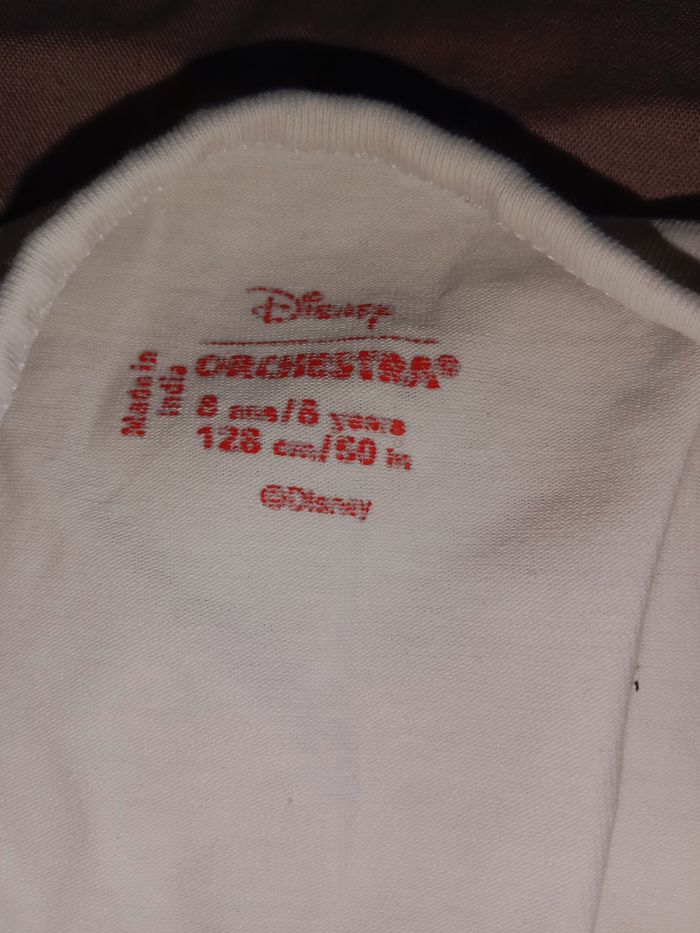 Disney
ORCHESTRA®
8 ans/8 years
128 cm/50 in
©Disney
Made in
India